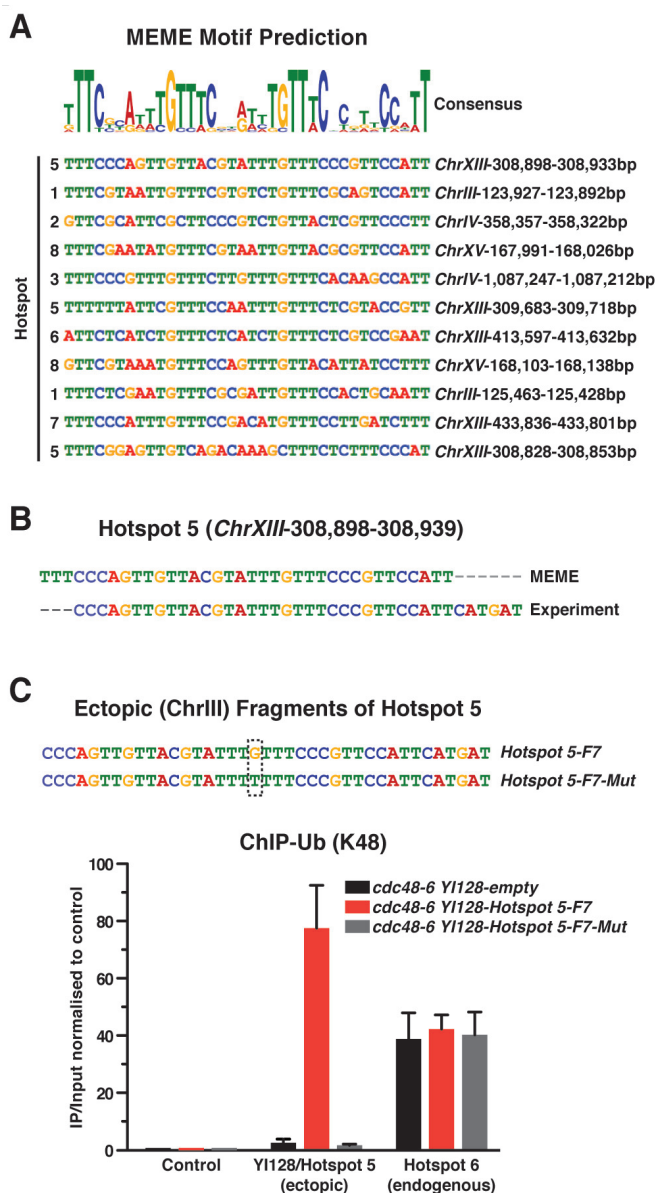 A
MEME Motif Prediction
Consensus
Hotspot
5 TTTCCCAGTTGTTACGTATTTGTTTCCCGTTCCATT ChrXIII-308,898-308,933bp
1 TTTCGTAATTGTTTCGTGTCTGTTTCGCAGTCCATT ChrIII-123,927-123,892bp
2 GTTCGCATTCGCTTCCCGTCTGTTACTCGTTCCCTT ChrIV-358,357-358,322bp
8 TTTCGAATATGTTTCGTAATTGTTACGCGTTCCATT ChrXV-167,991-168,026bp
3 TTTCCCGTTTGTTTCTTGTTTGTTTCACAAGCCATT ChrIV-1,087,247-1,087,212bp
5 TTTTTTATTCGTTTCCAATTTGTTTCTCGTACCGTT ChrXIII-309,683-309,718bp
6 ATTCTCATCTGTTTCTCATCTGTTTCTCGTCCGAAT ChrXIII-413,597-413,632bp
8 GTTCGTAAATGTTTCCAGTTTGTTACATTATCCTTT ChrXV-168,103-168,138bp
1 TTTCTCGAATGTTTCGCGATTGTTTCCACTGCAATT ChrIII-125,463-125,428bp
7 TTTCCCATTTGTTTCCGACATGTTTCCTTGATCTTT ChrXIII-433,836-433,801bp
5 TTTCGGAGTTGTCAGACAAAGCTTTCTCTTTCCCAT ChrXIII-308,828-308,853bp
B
Hotspot 5 (ChrXIII-308,898-308,939)
TTTCCCAGTTGTTACGTATTTGTTTCCCGTTCCATT------ MEME
---CCCAGTTGTTACGTATTTGTTTCCCGTTCCATTCATGAT Experiment
C
Ectopic (ChrIII) Fragments of Hotspot 5
CCCAGTTGTTACGTATTTGTTTCCCGTTCCATTCATGAT Hotspot 5-F7
CCCAGTTGTTACGTATTTTTTTCCCGTTCCATTCATGAT Hotspot 5-F7-Mut
ChIP-Ub (K48)
IP/Input normalised to control
100
80
60
40
20
0
cdc48-6 YI128-empty
cdc48-6 YI128-Hotspot 5-F7
cdc48-6 YI128-Hotspot 5-F7-Mut
Control
YI128/Hotspot 5
(ectopic)
Hotspot 6
(endogenous)